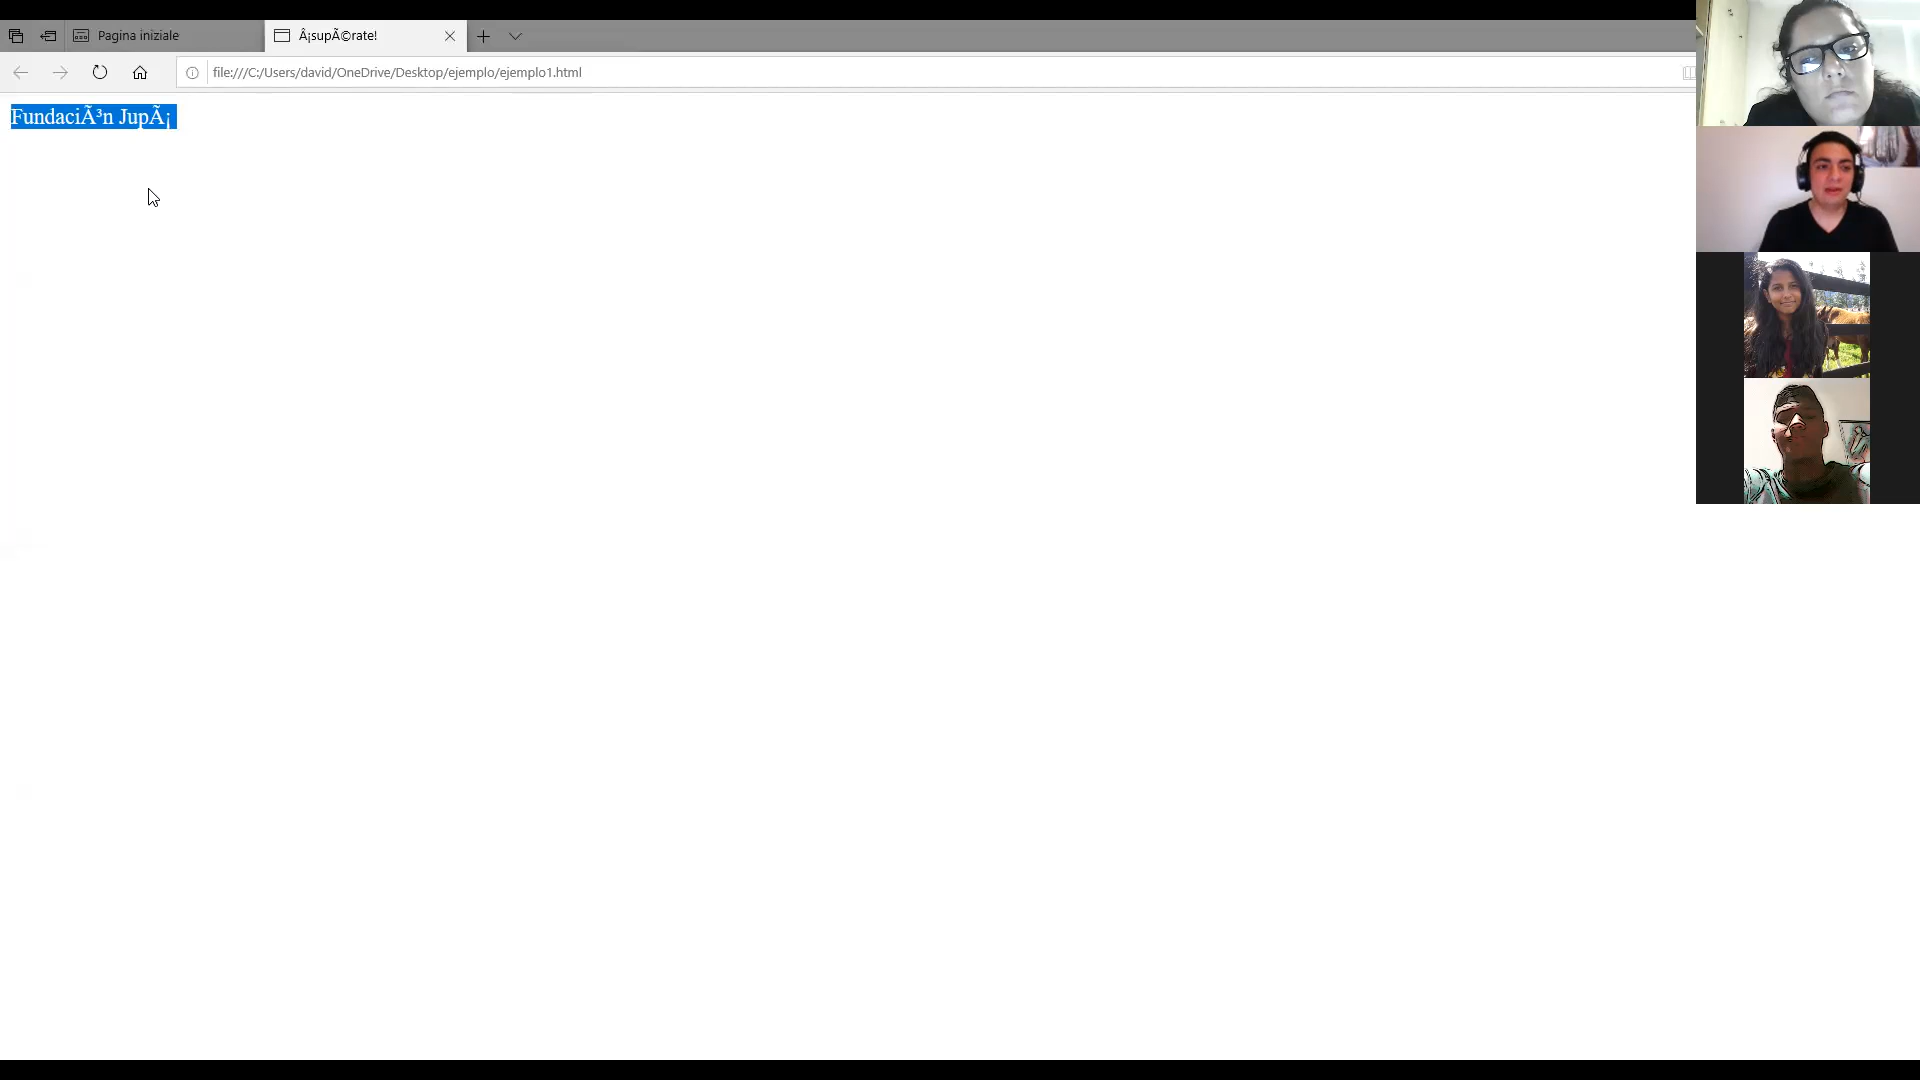 Pagina iniziale
Â¡supÃ©rate!
file:///C:/Users/david/OneDrive/Desktop/ejemplo/ejemplo1.html
FundaciÃ³n JupÃ¡